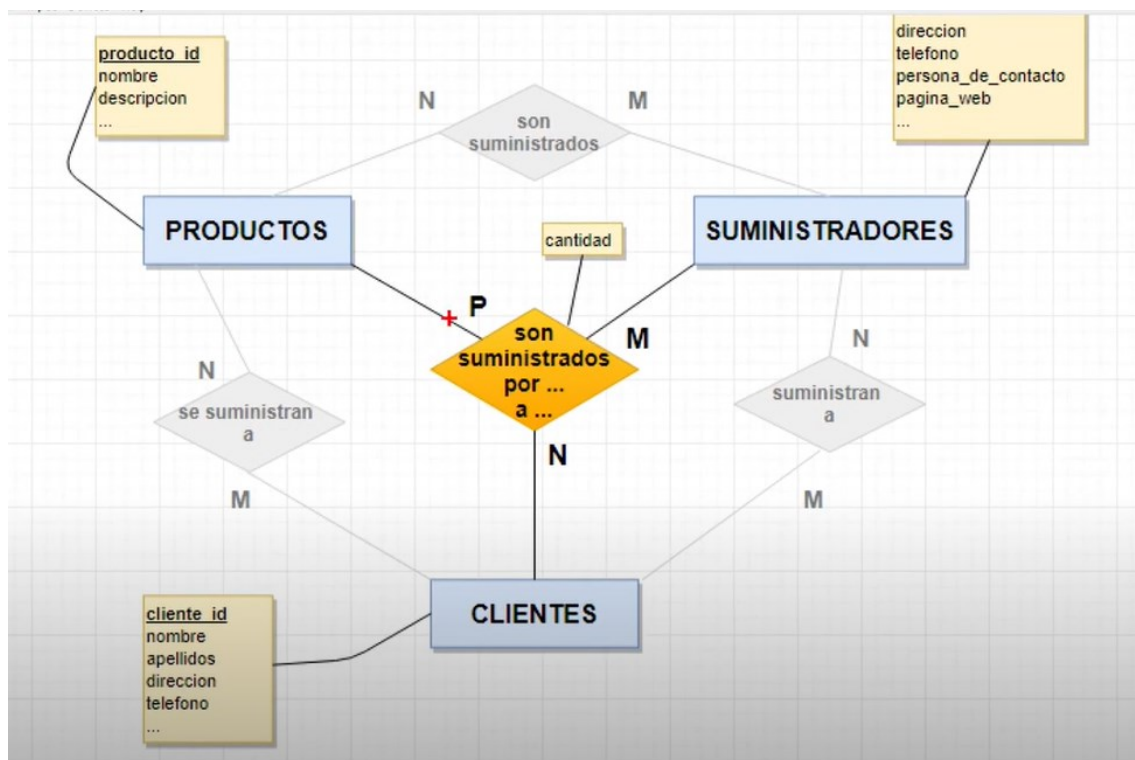 producto_id
nombre
descripcion
...
direccion
telefono
persona_de_contacto
pagina_web
...
N
M
son
suministrados
PRODUCTOS
SUMINISTRADORES
cantidad
P
M
son
suministrados
por ...
a ...
N
N
se suministran
a
M
N
suministran
a
M
CLIENTES
cliente_id
nombre
apellidos
direccion
telefono
...